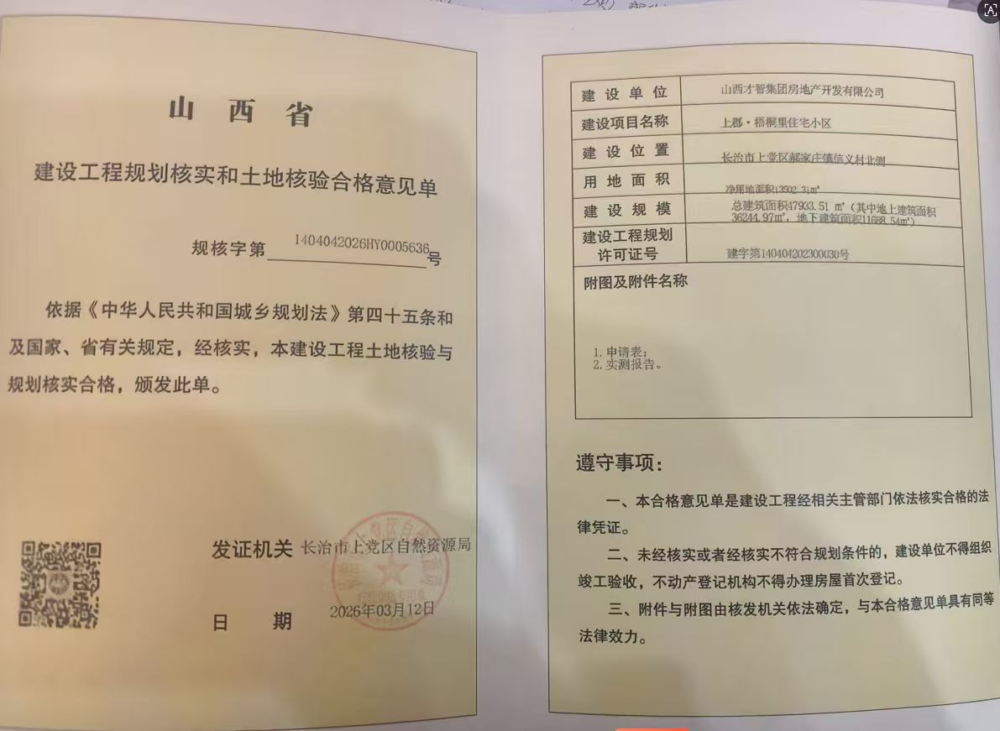 山西省
建设工程规划核实和土地核验合格意见单
规核字第1404042026HY0005636号
依据《中华人民共和国城乡规划法》第四十五条和
及国家、省有关规定，经核实，本建设工程土地核验与
规划核实合格，颁发此单。
发证机关 长治市上党区自然资源局
日期 2026年03月12日
建设单位 山西才智集团房地产开发有限公司
建设项目名称 上郡·梧桐里住宅小区
建设位置 长治市上党区郝家庄镇信义村北侧
用地面积 净用地面积13502.31㎡
建设规模 总建筑面积47933.51 ㎡（其中地上建筑面积
36244.97㎡，地下建筑面积11688.54㎡）
建设工程规划
许可证号 建字第140404202300030号
附图及附件名称
1.申请表；
2.实测报告。
遵守事项：
一、本合格意见单是建设工程经相关主管部门依法核实合格的法
律凭证。
二、未经核实或者经核实不符合规划条件的，建设单位不得组织
竣工验收，不动产登记机构不得办理房屋首次登记。
三、附件与附图由核发机关依法确定，与本合格意见单具有同等
法律效力。